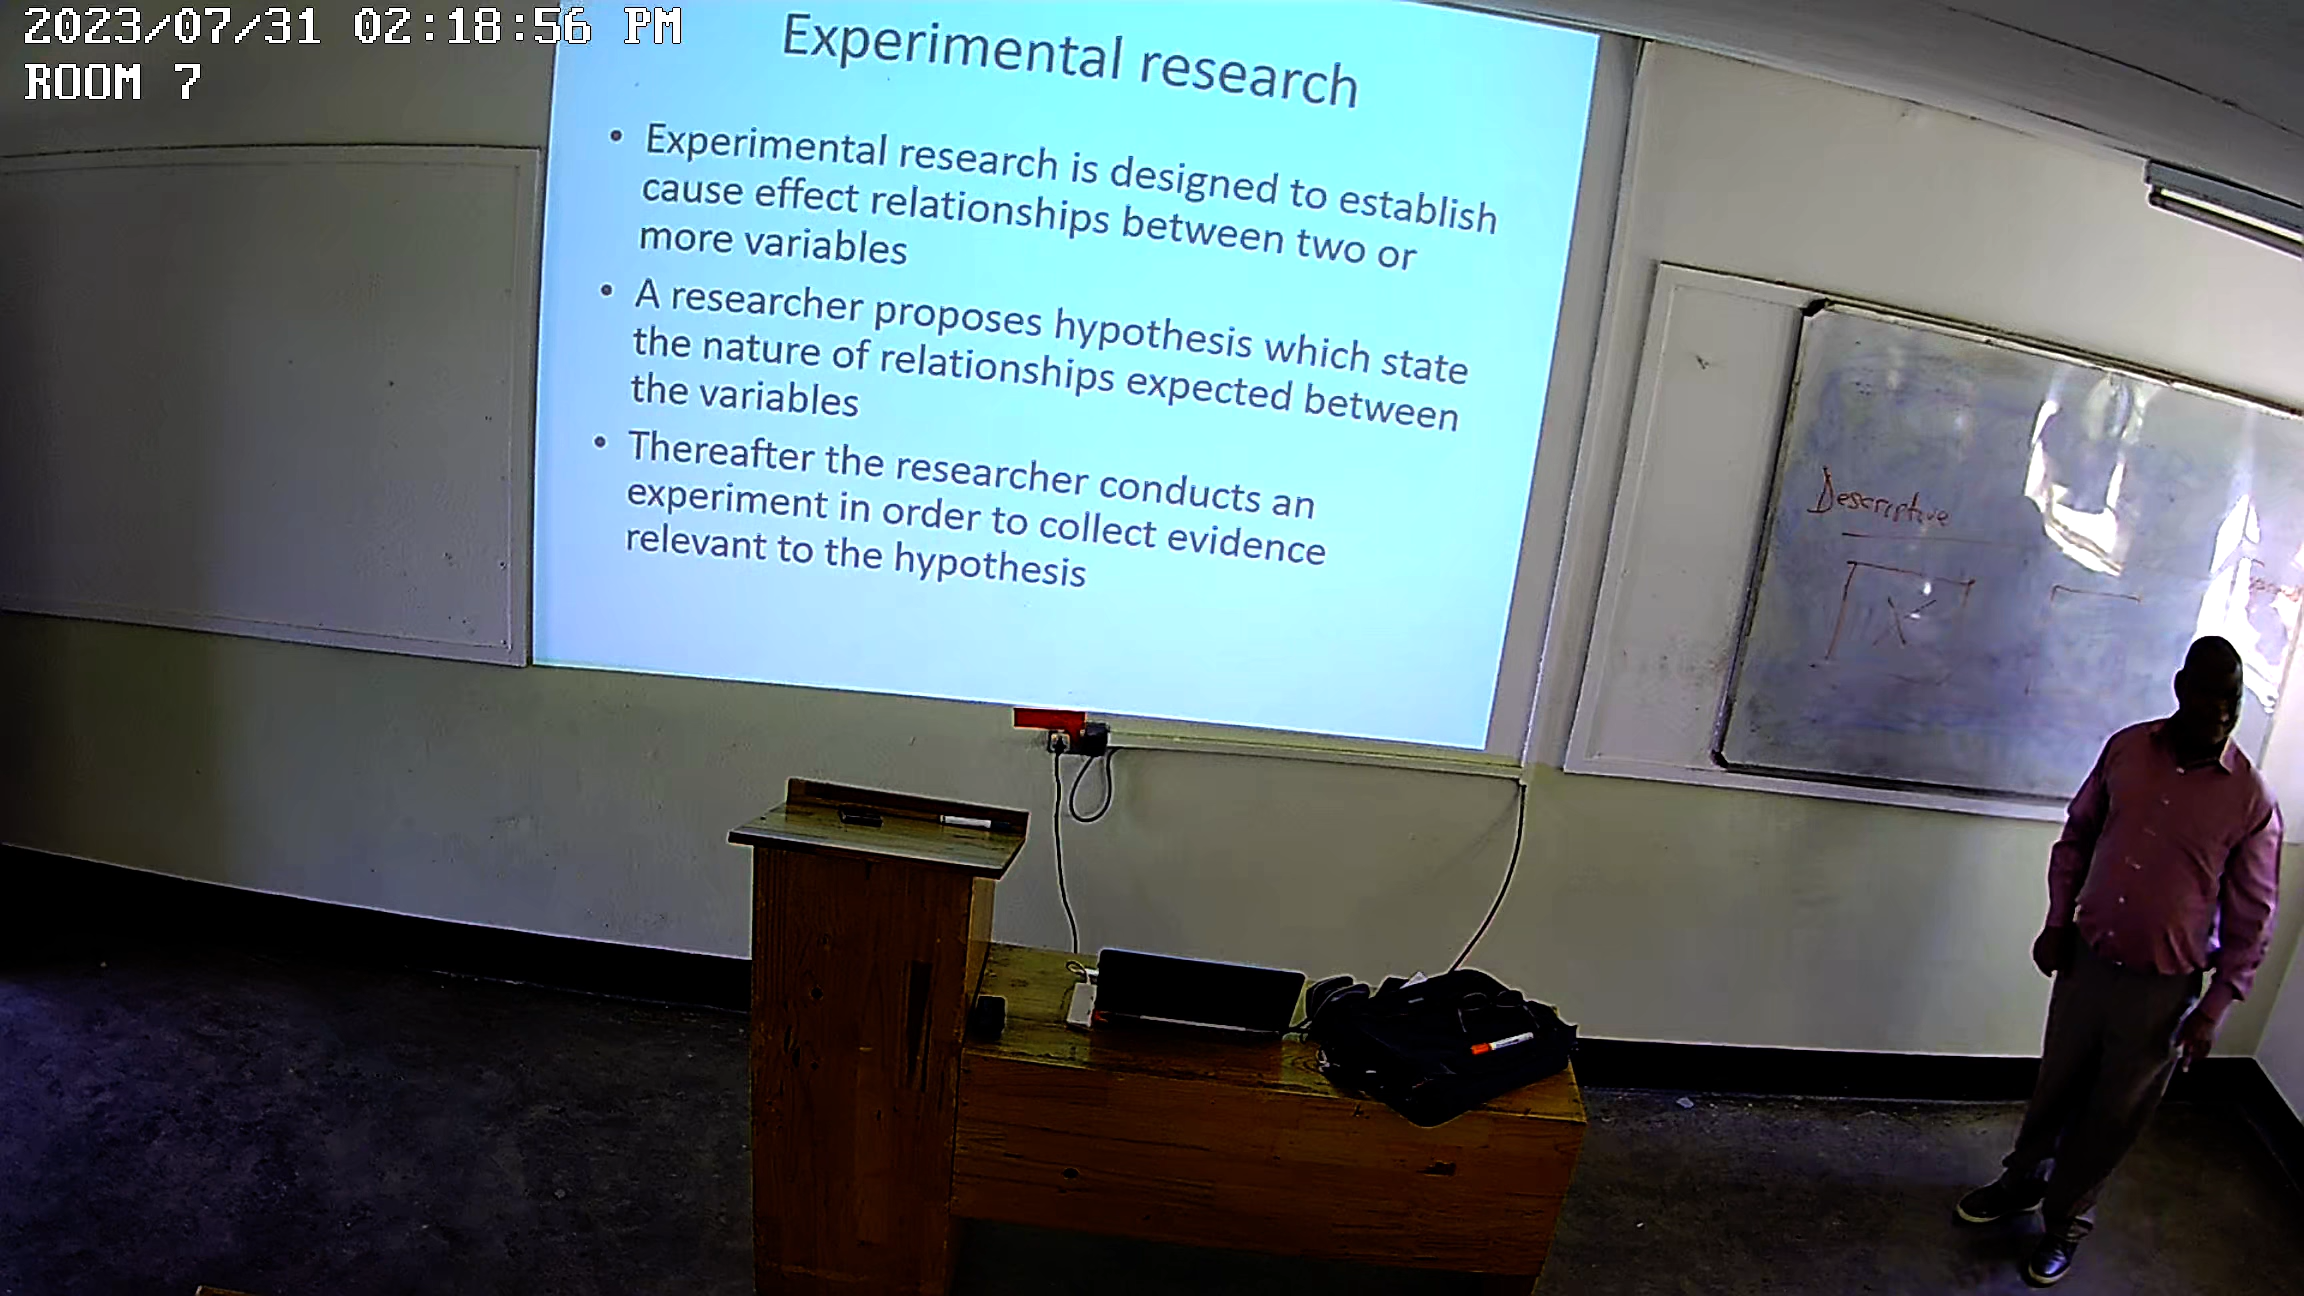 2023/07/31 02:18:56 PM
ROOM 7
Experimental research
• Experimental research is designed to establish
cause effect relationships between two or
more variables
• A researcher proposes hypothesis which state
the nature of relationships expected between
the variables
• Thereafter the researcher conducts an
experiment in order to collect evidence
relevant to the hypothesis
Descriptive
X